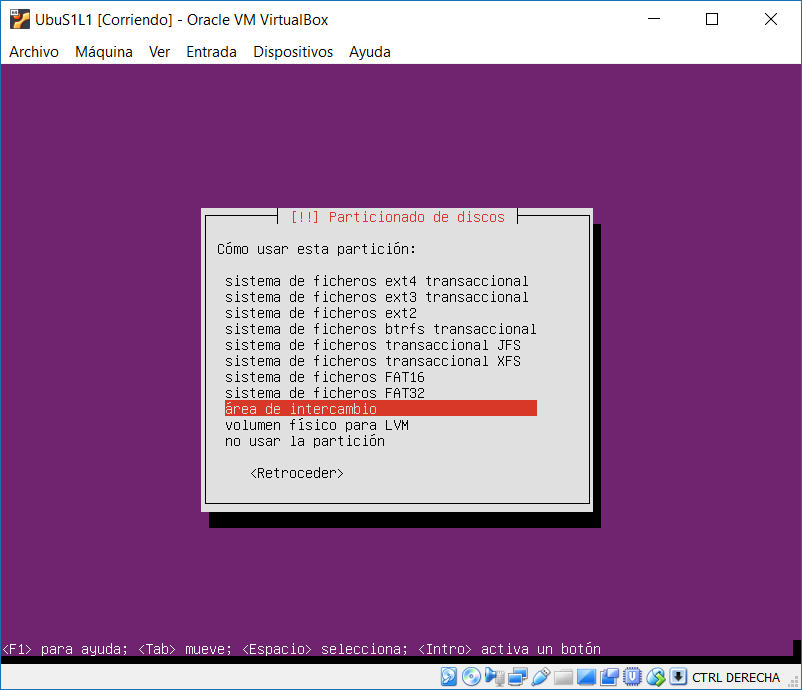 UbuS1L1 [Corriendo] - Oracle VM VirtualBox
Archivo Máquina Ver Entrada Dispositivos Ayuda
[!!] Particionado de discos
Cómo usar esta partición:
sistema de ficheros ext4 transaccional
sistema de ficheros ext3 transaccional
sistema de ficheros ext2
sistema de ficheros btrfs transaccional
sistema de ficheros transaccional JFS
sistema de ficheros transaccional XFS
sistema de ficheros FAT16
sistema de ficheros FAT32
área de intercambio
volumen físico para LVM
no usar la partición
<Retroceder>
<F1> para ayuda; <Tab> mueve; <Espacio> selecciona; <Intro> activa un botón
CTRL DERECHA